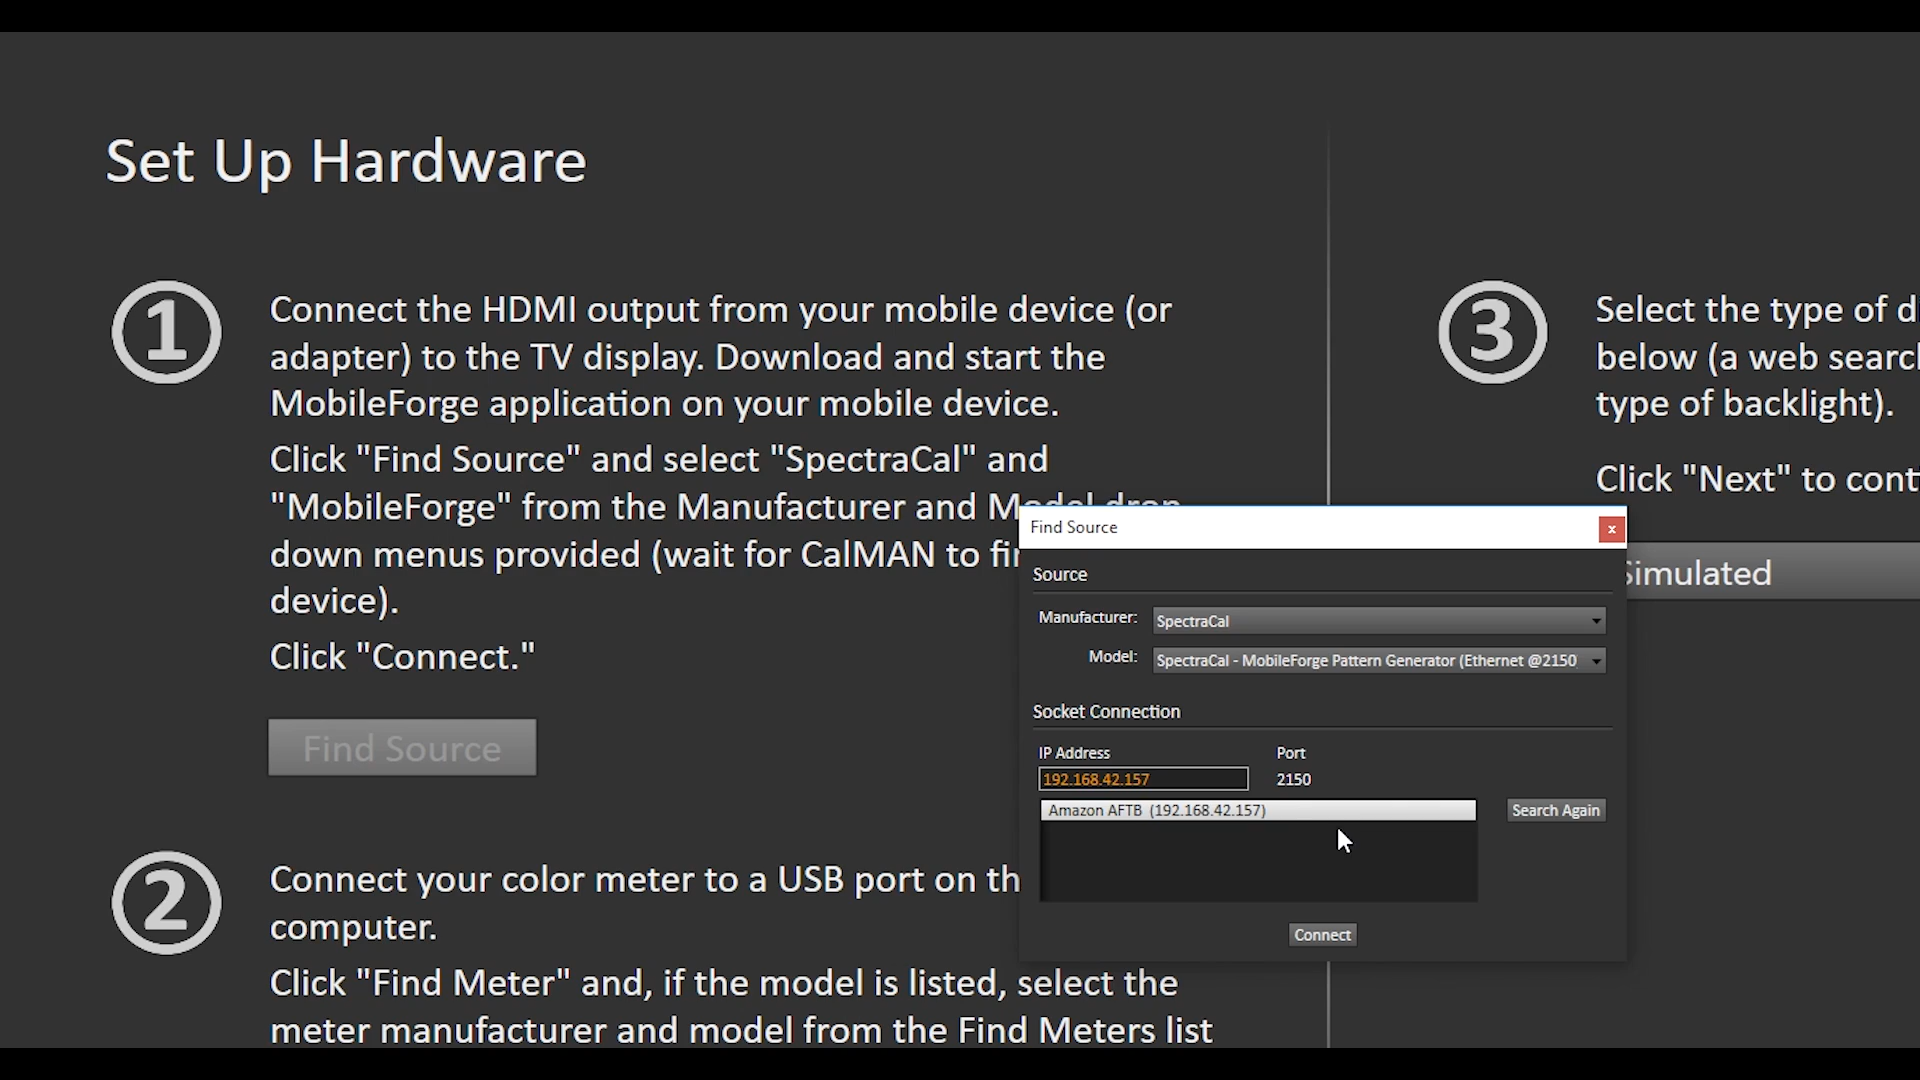 Set Up Hardware
1
Connect the HDMI output from your mobile device (or
adapter) to the TV display. Download and start the
MobileForge application on your mobile device.
Click "Find Source" and select "SpectraCal" and
"MobileForge" from the Manufacturer and Model drop
down menus provided (wait for CalMAN to
device).
Click "Connect."
Find Source
2
Connect your color meter to a USB port on
computer.
Click "Find Meter" and, if the model is listed, select the
meter manufacturer and model from the Find Meters list
3
Select the type of
below (a web
type of backlight).
Click "Next" to
Simulated
Find Source
x
Source
Manufacturer: SpectraCal
Model: SpectraCal - MobileForge Pattern Generator (Ethernet @2150
Socket Connection
IP Address Port
192.168.42.157 2150
Amazon AFTB (192.168.42.157)
Search Again
Connect